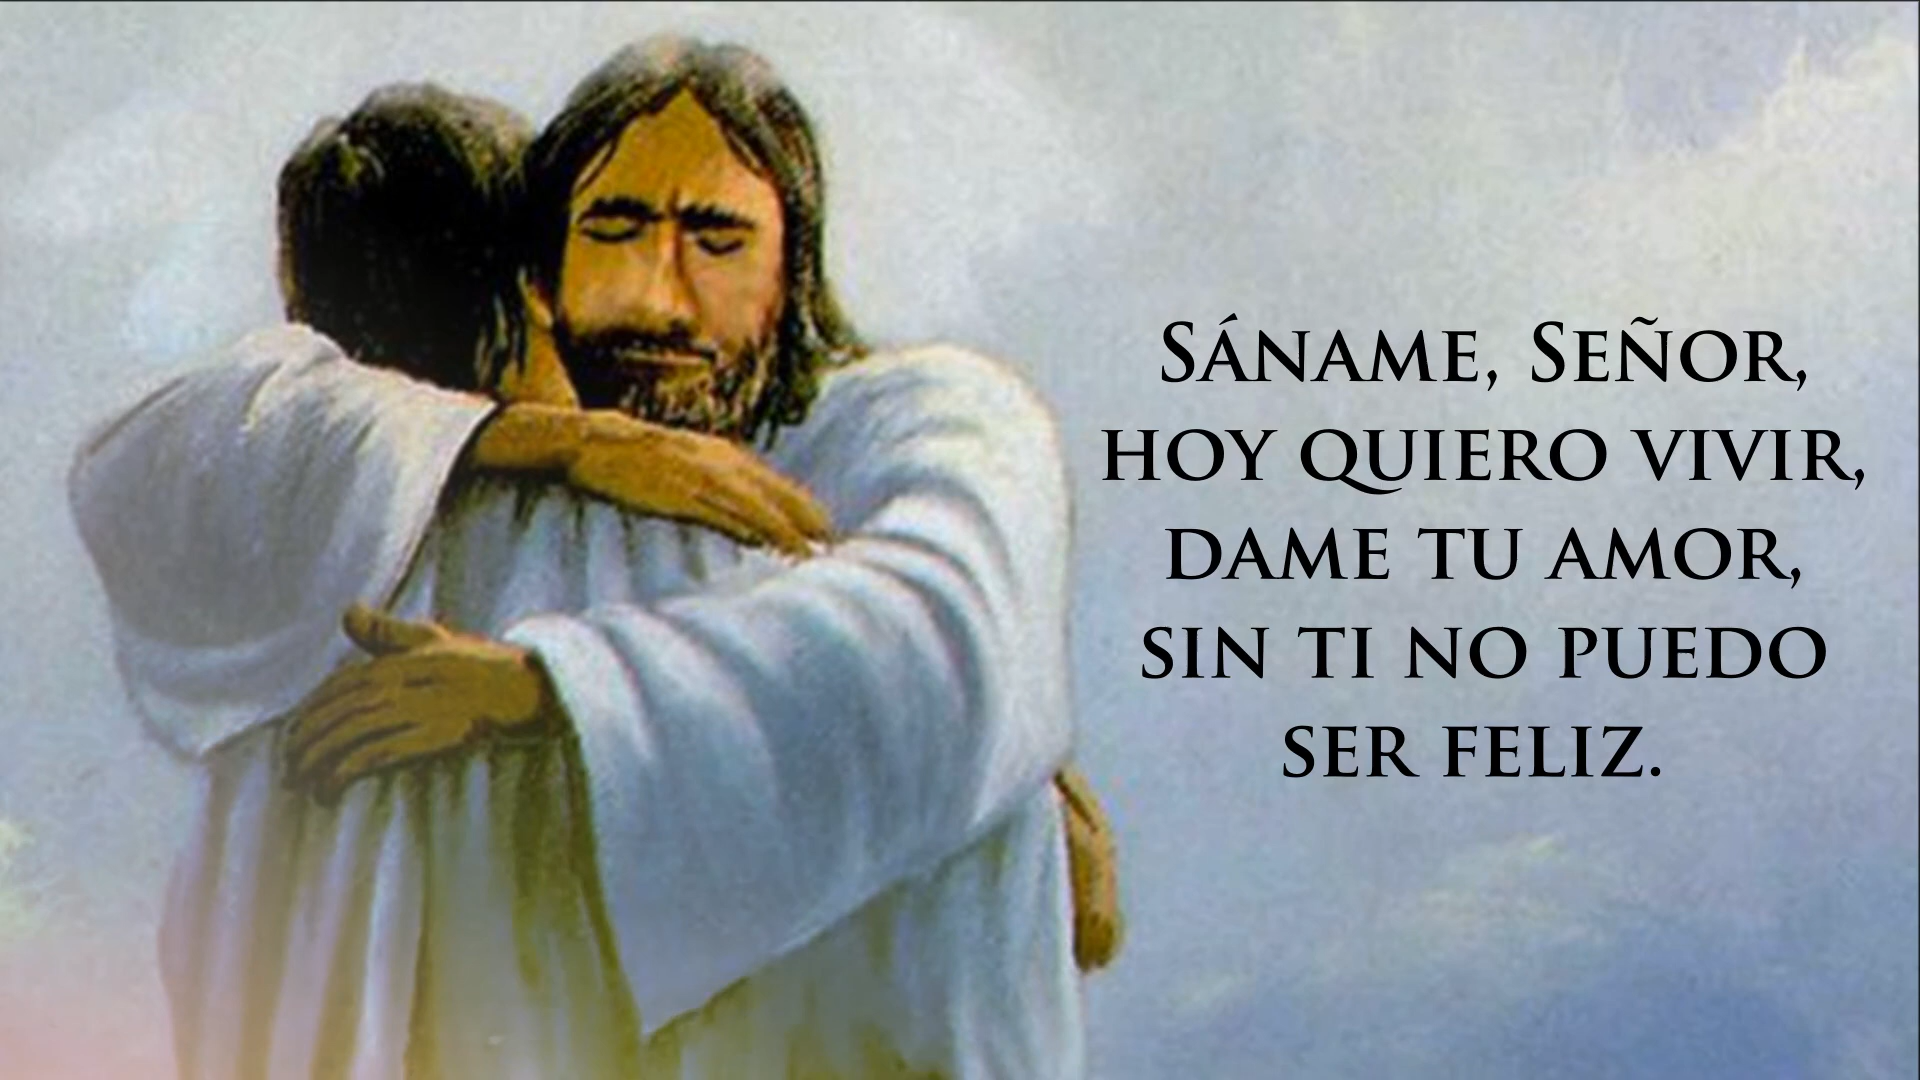 Sáname, Señor,
hoy quiero vivir,
dame tu amor,
sin ti no puedo
ser feliz.